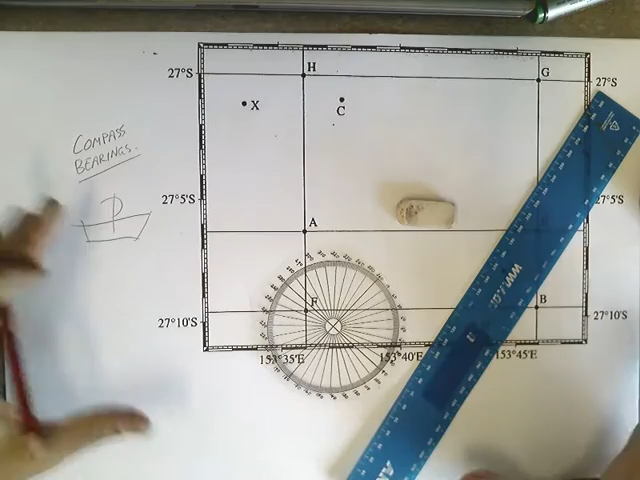 H
G
27°S
27°S
X
C
COMPASS
BEARINGS.
27°5'S
27°5'S
A
F
B
27°10'S
27°10'S
153°35'E
153°40'E
153°45'E